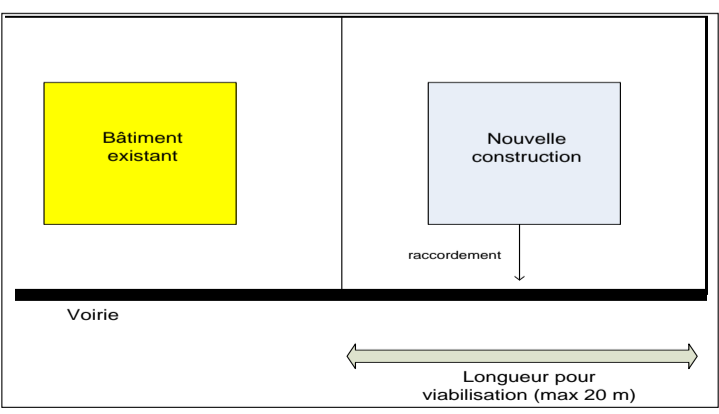 Bâtiment
existant
Nouvelle
construction
raccordement
Voirie
Longueur pour
viabilisation (max 20 m)